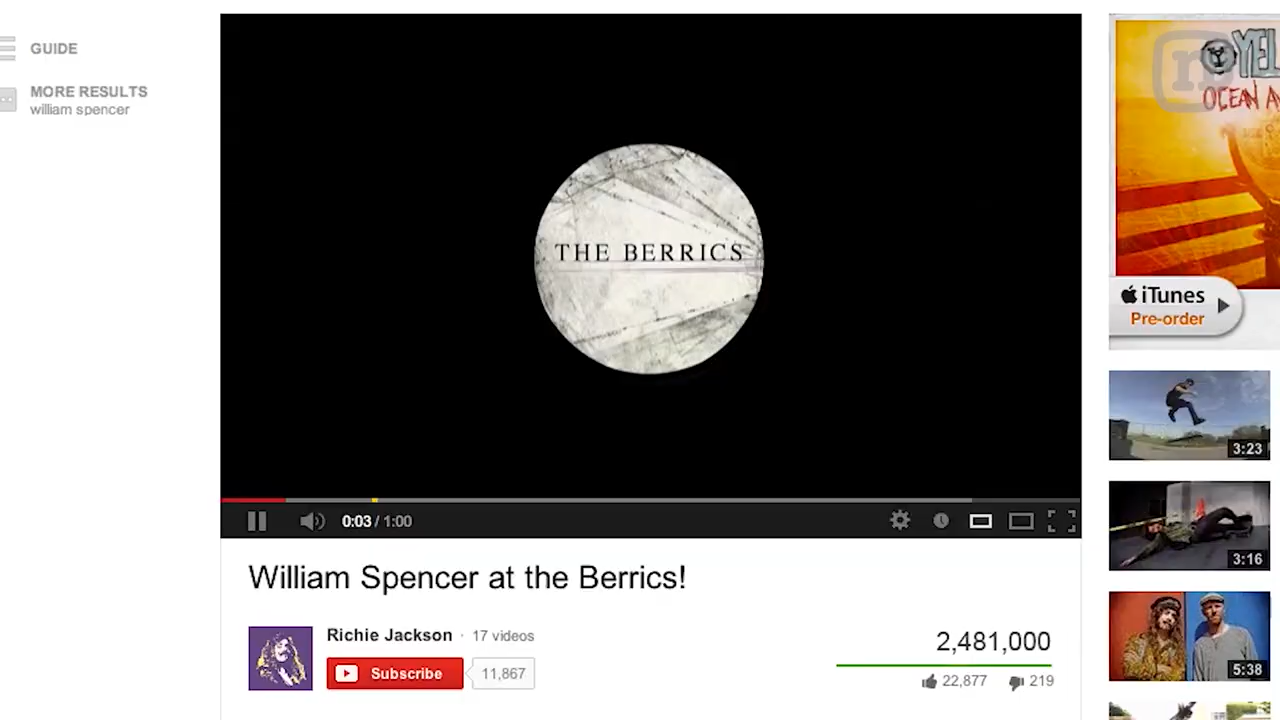 GUIDE
MORE RESULTS
william spencer
THE BERRICS
0:03 / 1:00
William Spencer at the Berrics!
Richie Jackson · 17 videos
Subscribe
11,867
2,481,000
22,877
219
YEL
OCEAN A
iTunes
Pre-order
3:23
3:16
5:38